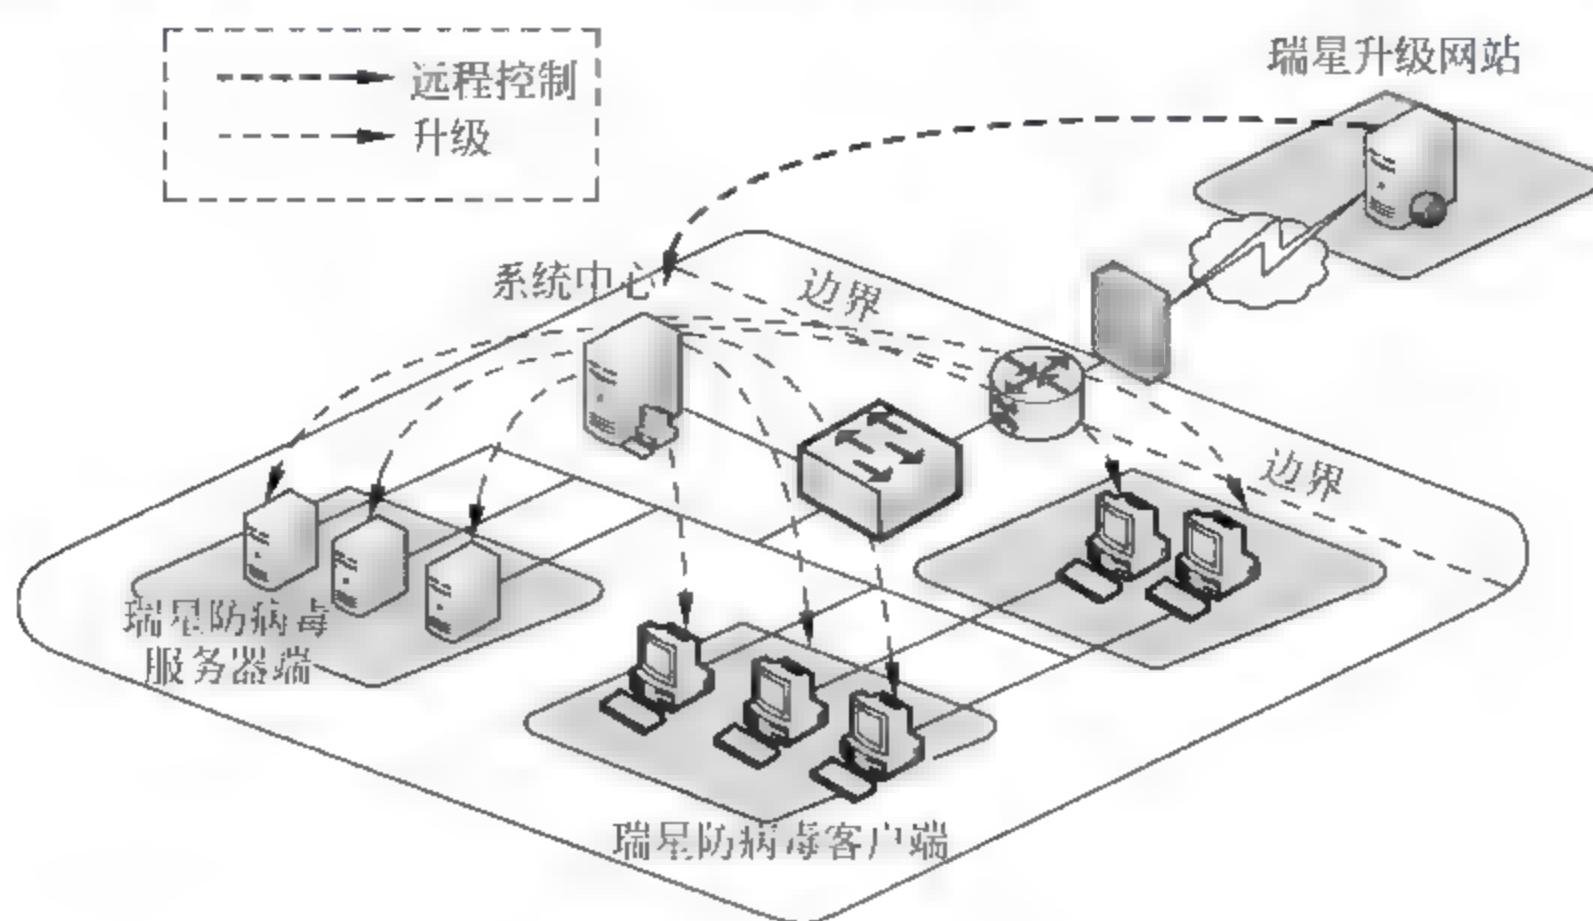 远程控制
升级
瑞星升级网站
系统中心
边界
边界
瑞星防病毒
服务器端
瑞星防病毒客户端